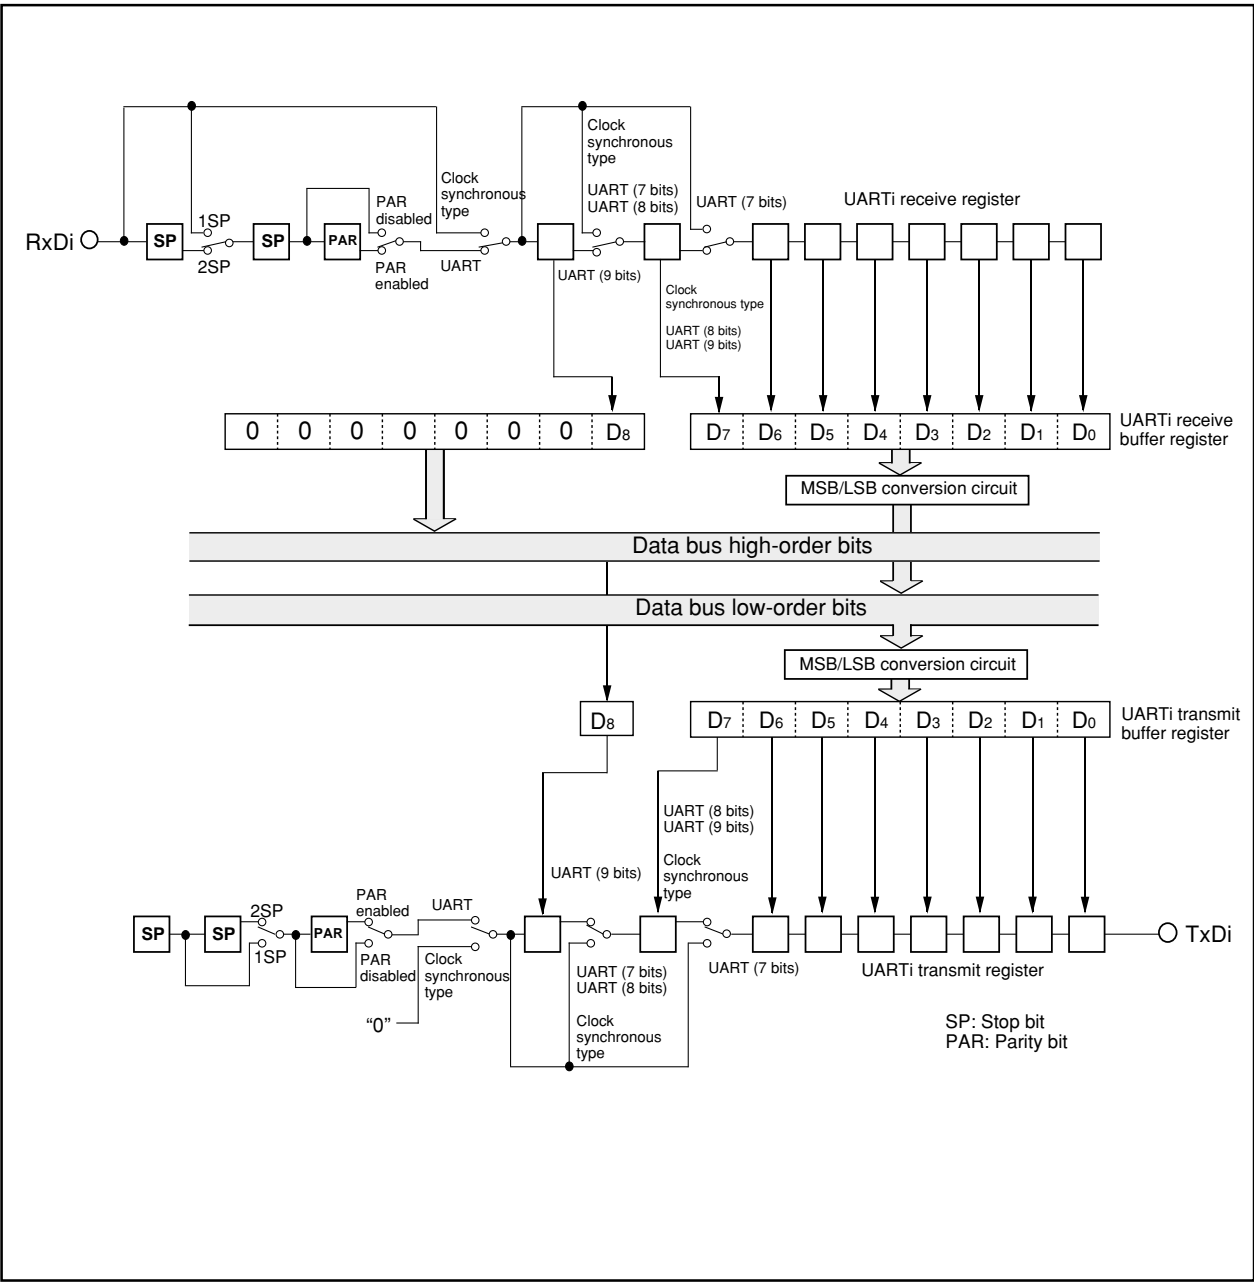 Clock
synchronous
type
UART (7 bits)
UART (8 bits)
UART (7 bits)
UARTi receive register
Clock
synchronous
type
PAR
disabled
1SP
RxDi
SP
SP
PAR
2SP
PAR
enabled
UART
UART (9 bits)
Clock
synchronous type
UART (8 bits)
UART (9 bits)
0 0 0 0 0 0 0 D8
D7 D6 D5 D4 D3 D2 D1 D0
UARTi receive
buffer register
MSB/LSB conversion circuit
Data bus high-order bits
Data bus low-order bits
MSB/LSB conversion circuit
D8
D7 D6 D5 D4 D3 D2 D1 D0
UARTi transmit
buffer register
UART (8 bits)
UART (9 bits)
Clock
synchronous
type
UART (9 bits)
PAR
enabled
UART
2SP
SP
SP
PAR
TxDi
1SP
PAR
disabled
Clock
synchronous
type
"0"
UART (7 bits)
UART (8 bits)
UART (7 bits)
UARTi transmit register
Clock
synchronous
type
SP: Stop bit
PAR: Parity bit